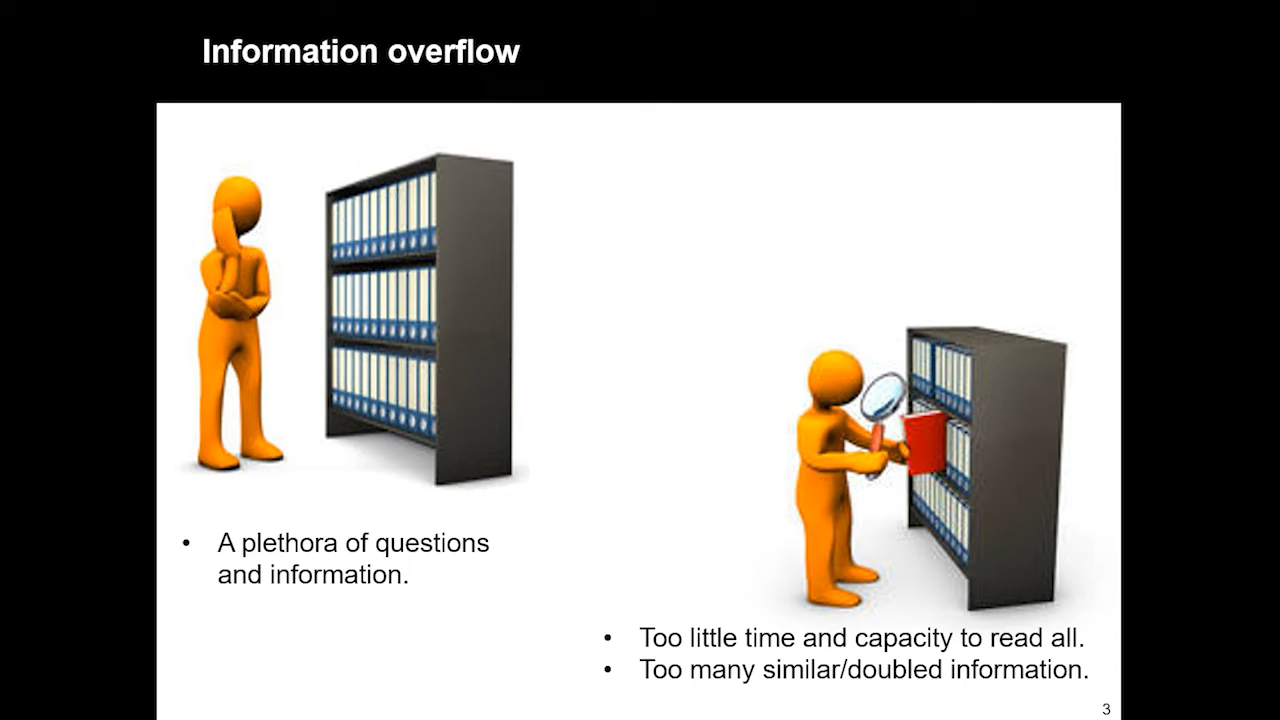 Information overflow
• A plethora of questions
and information.
• Too little time and capacity to read all.
• Too many similar/doubled information.
3